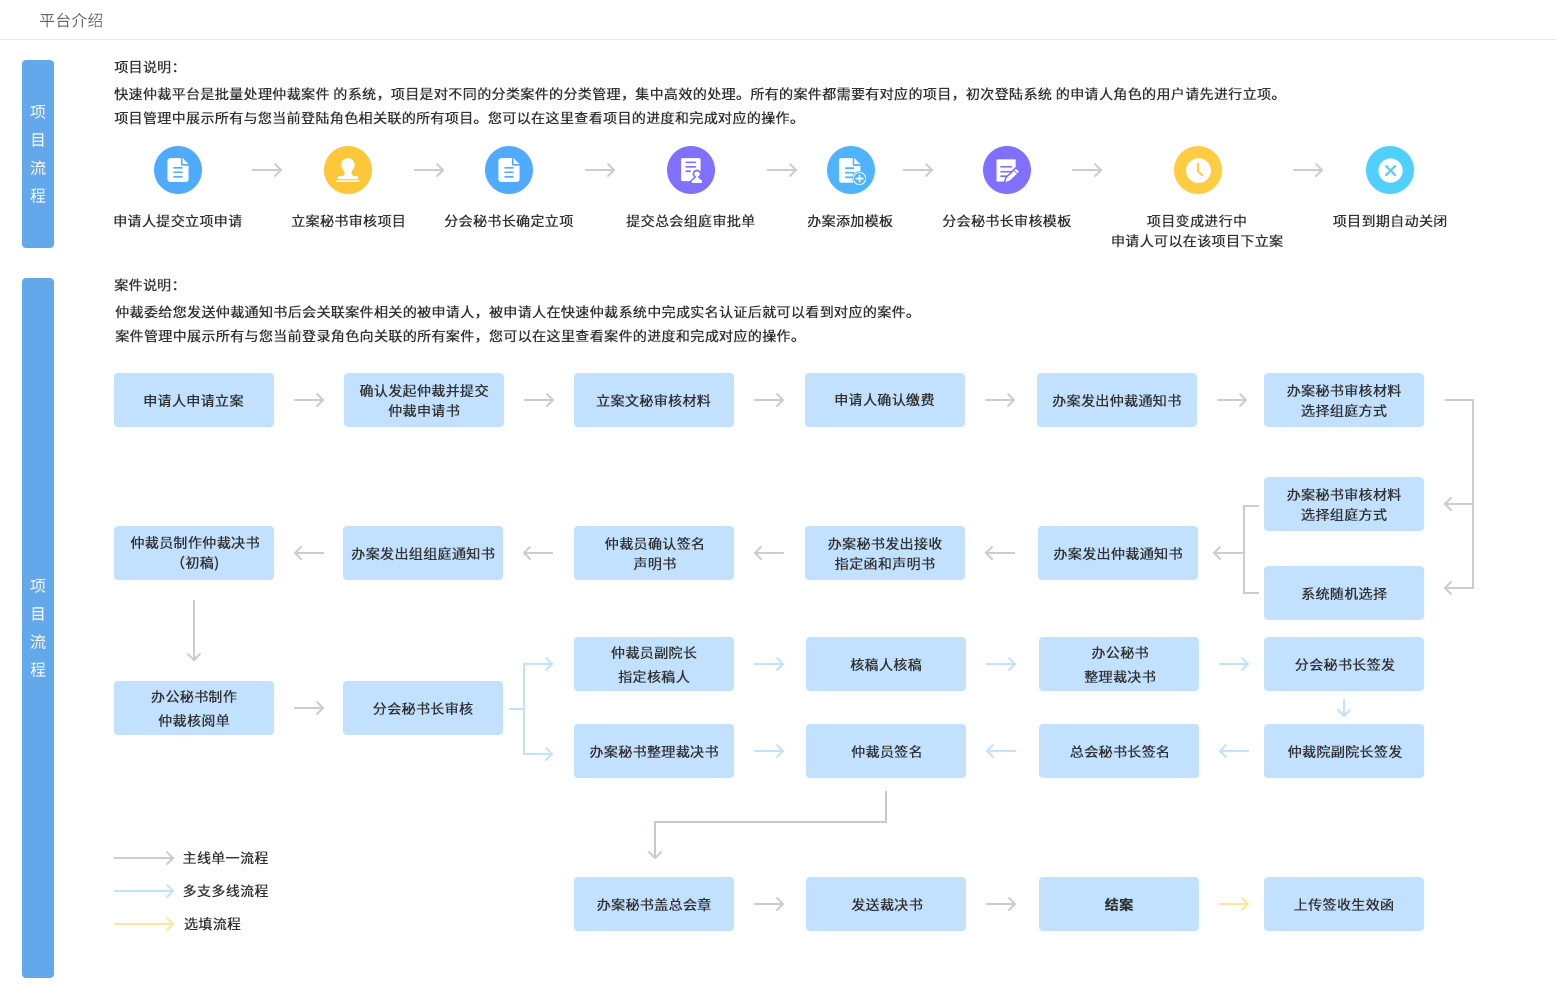 平台介绍
项目流程
项目说明：
快速仲裁平台是批量处理仲裁案件 的系统，项目是对不同的分类案件的分类管理，集中高效的处理。所有的案件都需要有对应的项目，初次登陆系统 的申请人角色的用户请先进行立项。
项目管理中展示所有与您当前登陆角色相关联的所有项目。您可以在这里查看项目的进度和完成对应的操作。
申请人提交立项申请
立案秘书审核项目
分会秘书长确定立项
提交总会组庭审批单
办案添加模板
分会秘书长审核模板
项目变成进行中
申请人可以在该项目下立案
项目到期自动关闭
项目流程
案件说明：
仲裁委给您发送仲裁通知书后会关联案件相关的被申请人，被申请人在快速仲裁系统中完成实名认证后就可以看到对应的案件。
案件管理中展示所有与您当前登录角色向关联的所有案件，您可以在这里查看案件的进度和完成对应的操作。
申请人申请立案
确认发起仲裁并提交
仲裁申请书
立案文秘审核材料
申请人确认缴费
办案发出仲裁通知书
办案秘书审核材料
选择组庭方式
办案秘书审核材料
选择组庭方式
系统随机选择
办案发出仲裁通知书
办案秘书发出接收
指定函和声明书
仲裁员确认签名
声明书
办案发出组组庭通知书
仲裁员制作仲裁决书
（初稿）
办公秘书制作
仲裁核阅单
分会秘书长审核
仲裁员副院长
指定核稿人
核稿人核稿
办公秘书
整理裁决书
分会秘书长签发
办案秘书整理裁决书
仲裁员签名
总会秘书长签名
仲裁院副院长签发
主线单一流程
多支多线流程
选填流程
办案秘书盖总会章
发送裁决书
结案
上传签收生效函